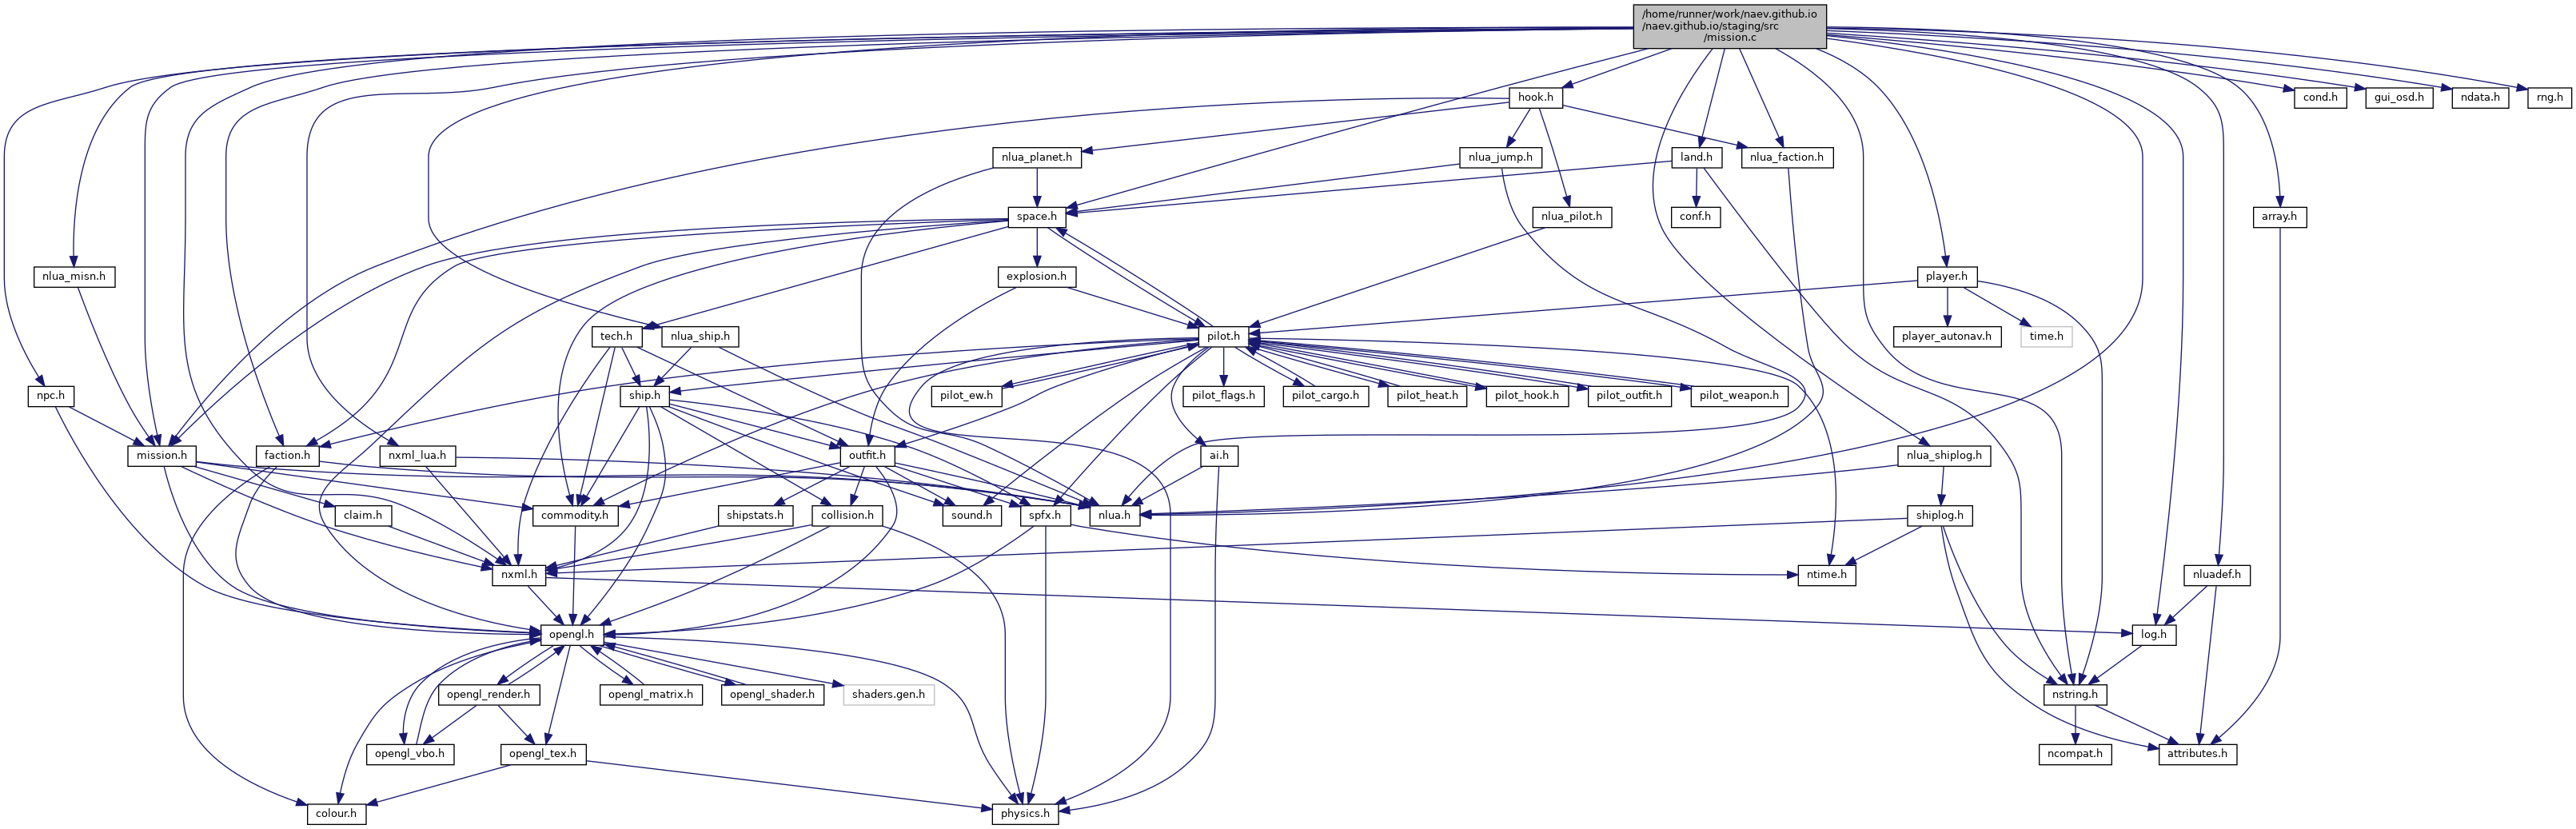 /home/runner/work/naev.github.io
/naev.github.io/staging/src
/mission.c
hook.h
cond.h
gui_osd.h
ndata.h
rng.h
nlua_planet.h
nlua_jump.h
land.h
nlua_faction.h
space.h
nlua_pilot.h
conf.h
array.h
nlua_misn.h
explosion.h
player.h
tech.h
nlua_ship.h
pilot.h
player_autonav.h
time.h
npc.h
ship.h
pilot_ew.h
pilot_flags.h
pilot_cargo.h
pilot_heat.h
pilot_hook.h
pilot_outfit.h
pilot_weapon.h
mission.h
faction.h
nxml_lua.h
outfit.h
ai.h
nlua_shiplog.h
claim.h
commodity.h
shipstats.h
collision.h
sound.h
spfx.h
nlua.h
shiplog.h
nxml.h
ntime.h
nluadef.h
opengl.h
log.h
opengl_render.h
opengl_matrix.h
opengl_shader.h
shaders.gen.h
nstring.h
opengl_vbo.h
opengl_tex.h
ncompat.h
attributes.h
colour.h
physics.h